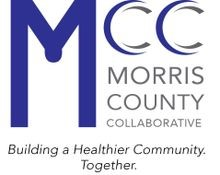 MCC
MORRIS
COUNTY
COLLABORATIVE
Building a Healthier Community.
Together.